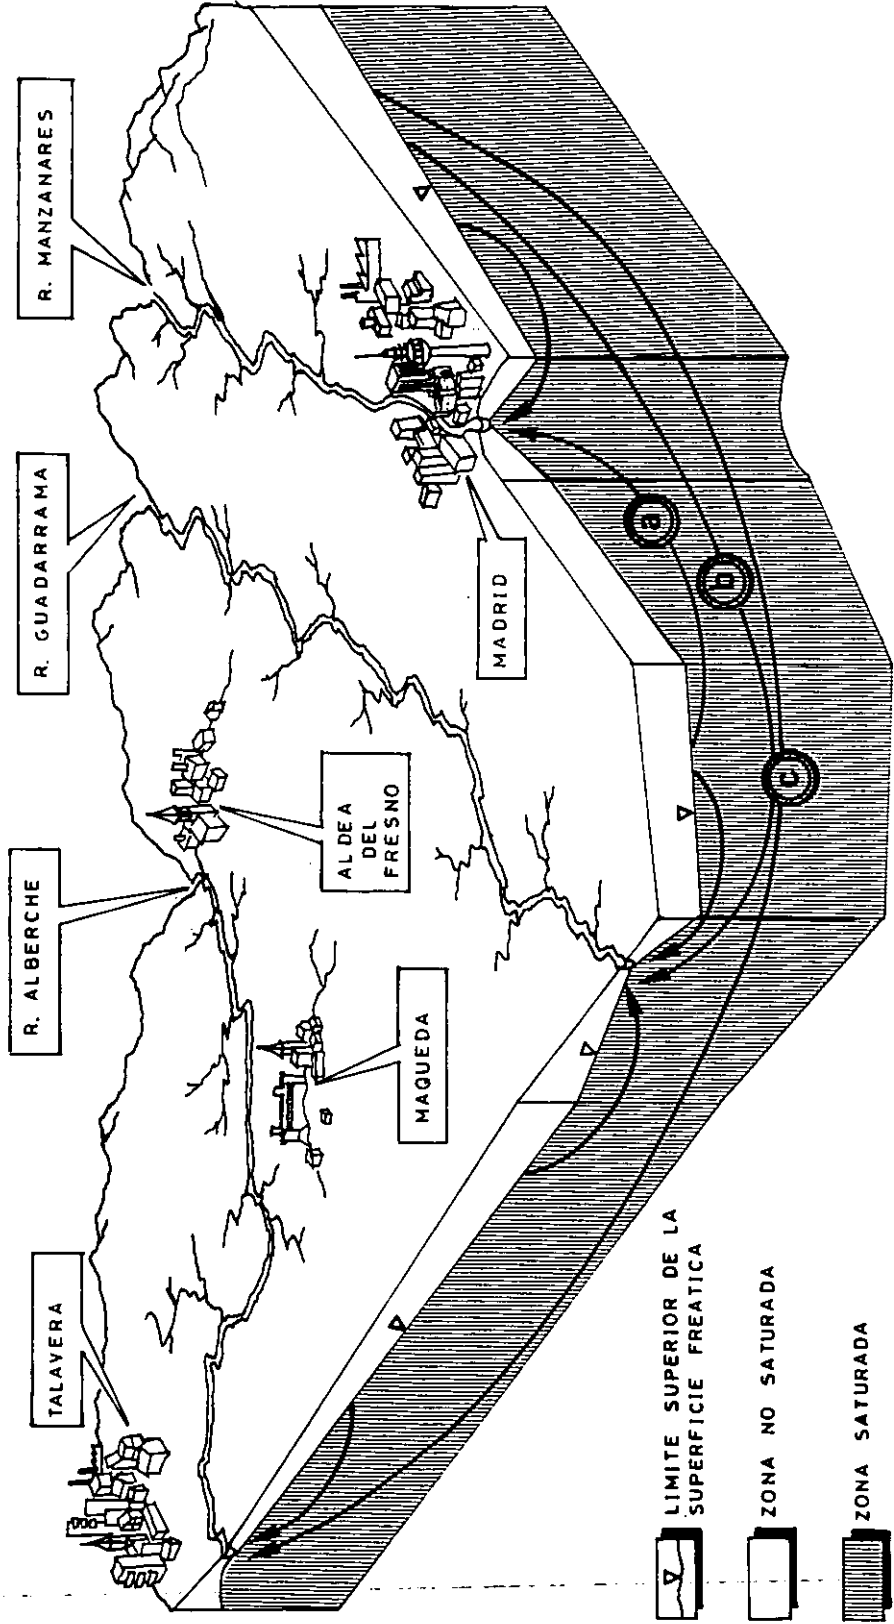 TALAVERA
R. ALBERCHE
R. GUADARRAMA
R. MANZANARES
MAQUEDA
ALDEA
DEL
FRESNO
MADRID
a
b
c
LIMITE SUPERIOR DE LA
SUPERFICIE FREATICA
ZONA NO SATURADA
ZONA SATURADA